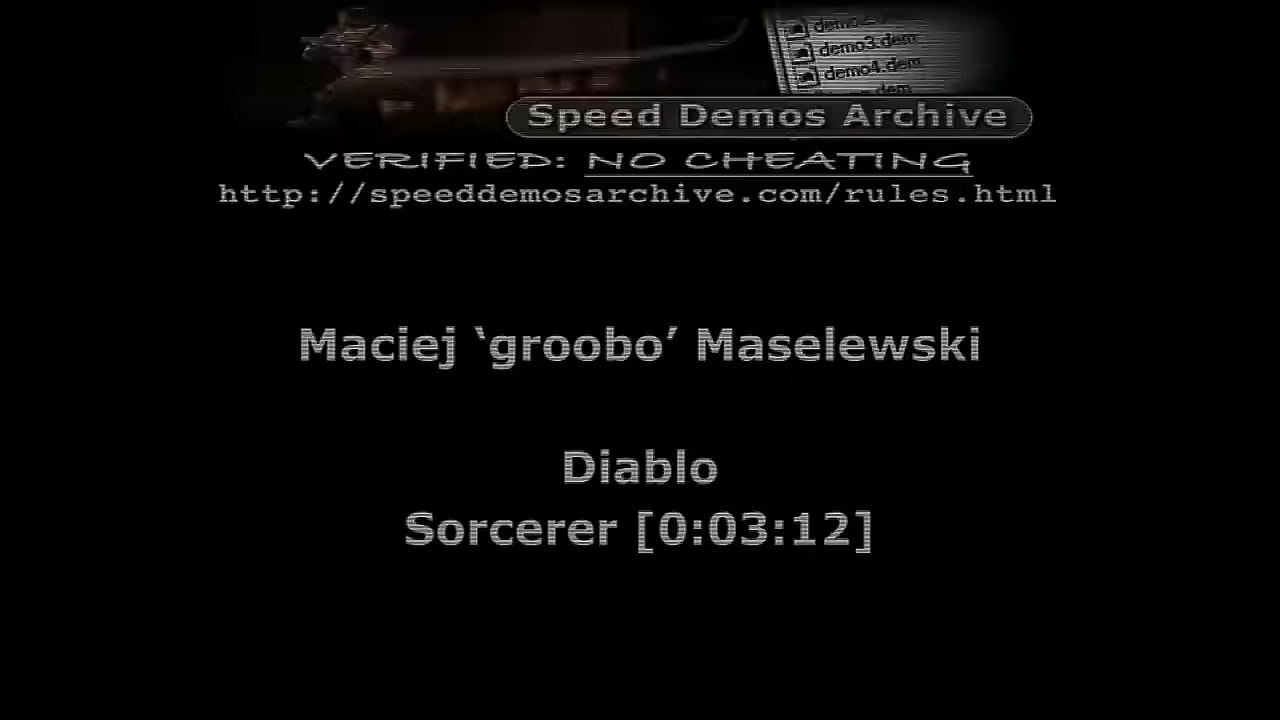 demo3.dem
demo4.dem
Speed Demos Archive
VERIFIED: NO CHEATING
http://speeddemosarchive.com/rules.html
Maciej ‘groobo’ Maselewski
Diablo
Sorcerer [0:03:12]